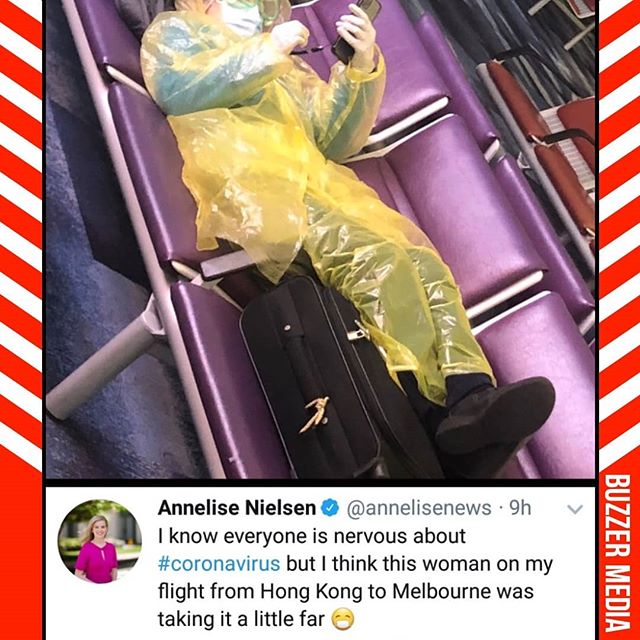 Annelise Nielsen @annelisenews · 9h
I know everyone is nervous about
#coronavirus but I think this woman on my
flight from Hong Kong to Melbourne was
taking it a little far 😷
BUZZER MEDIA